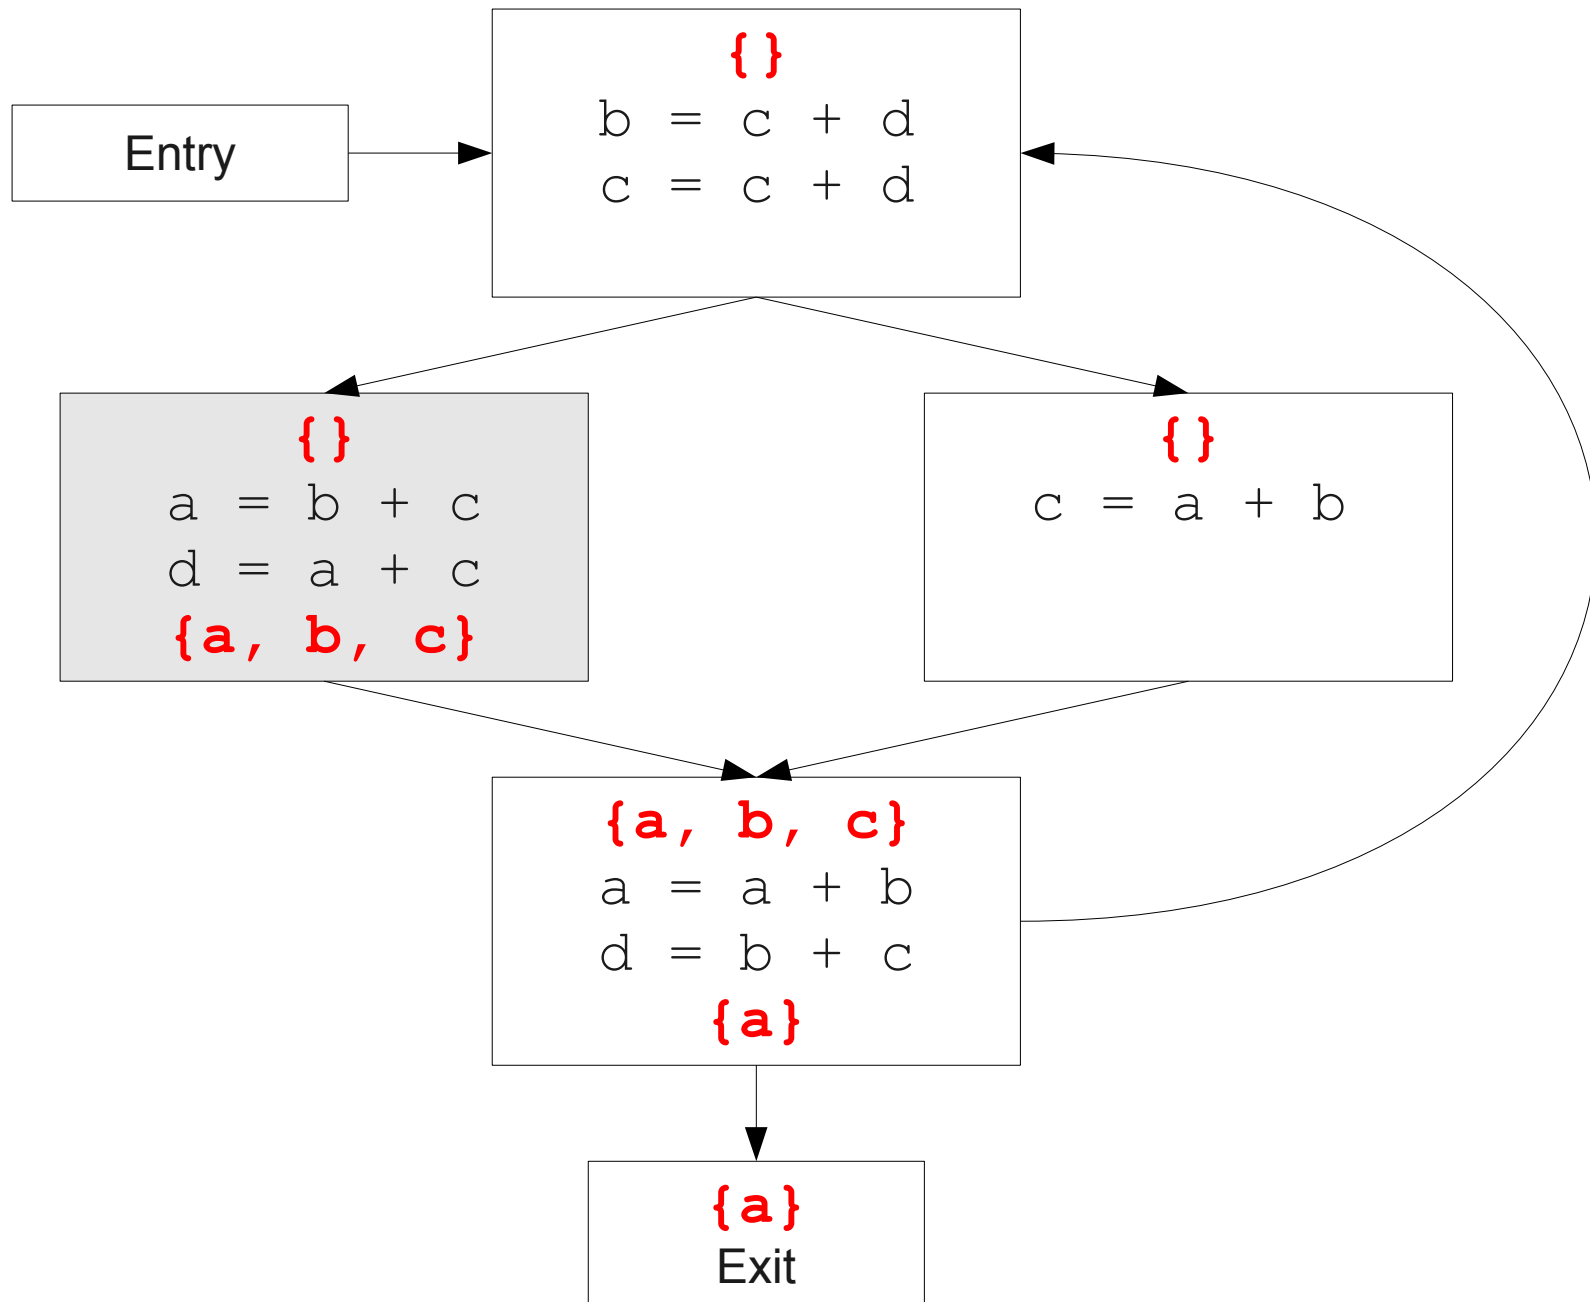 {}
b = c + d
c = c + d
Entry
{}
a = b + c
d = a + c
{a, b, c}
{}
c = a + b
{a, b, c}
a = a + b
d = b + c
{a}
{a}
Exit